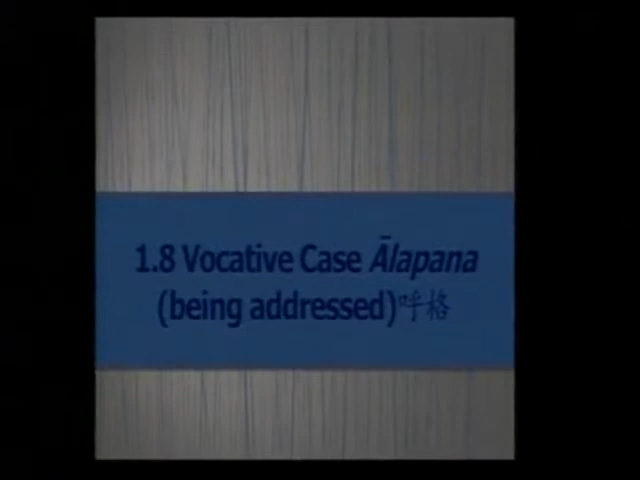 1.8 Vocative Case Ālapana
(being addressed)呼格